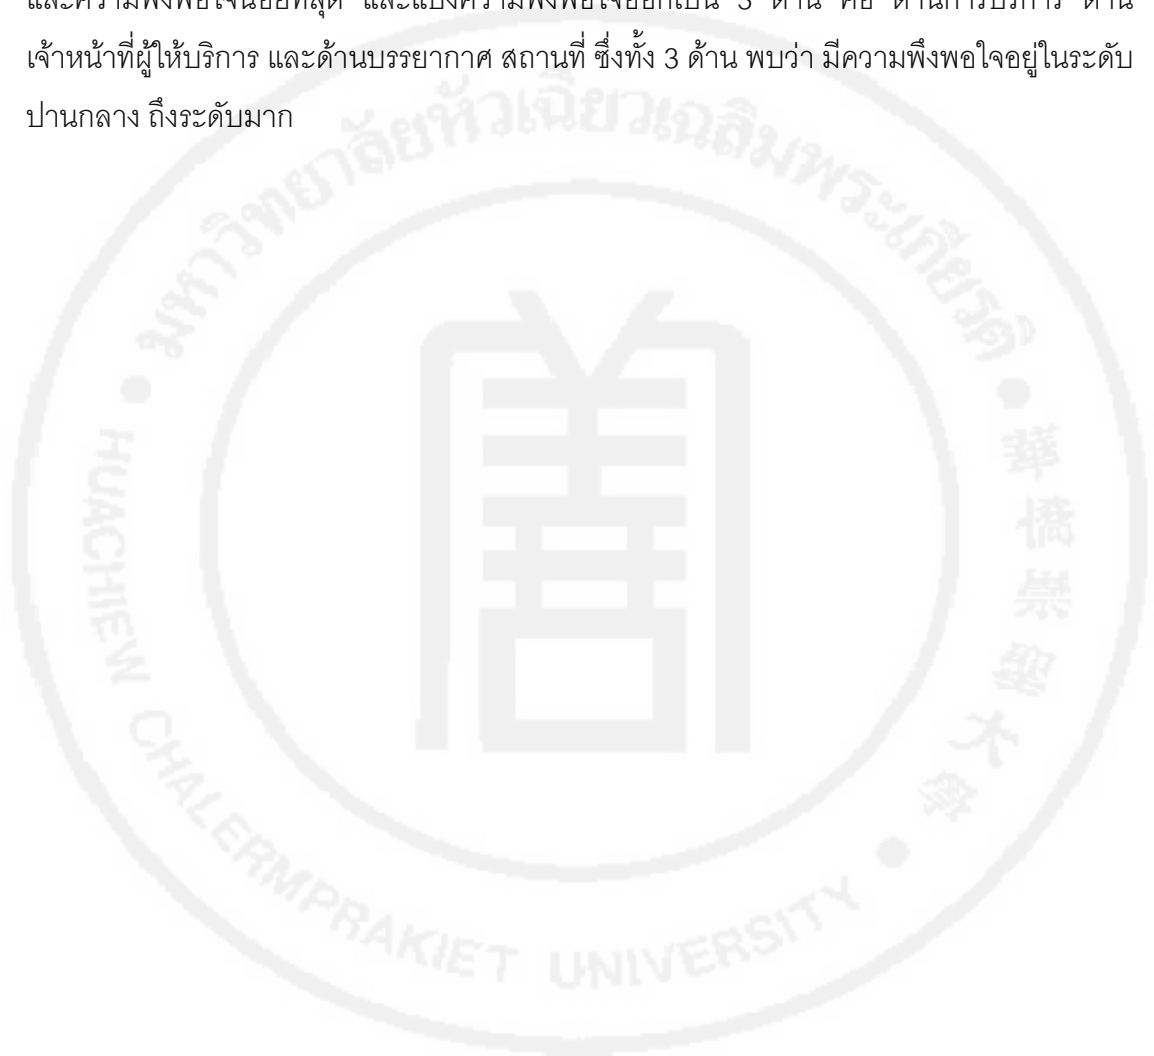 และความพึงพอใจน้อยที่สุด และแบ่งความพึงพอใจออกเป็น 3 ด้าน คือ ด้านการบริการ ด้าน
เจ้าหน้าที่ผู้ให้บริการ และด้านบรรยากาศ สถานที่ ซึ่งทั้ง 3 ด้าน พบว่า มีความพึงพอใจอยู่ในระดับ
ปานกลาง ถึงระดับมาก
มหาวิทยาลัยหัวเฉียวเฉลิมพระเกียรติ
華僑崇聖大學
HUACHIEW CHALERMPRAKIET UNIVERSITY